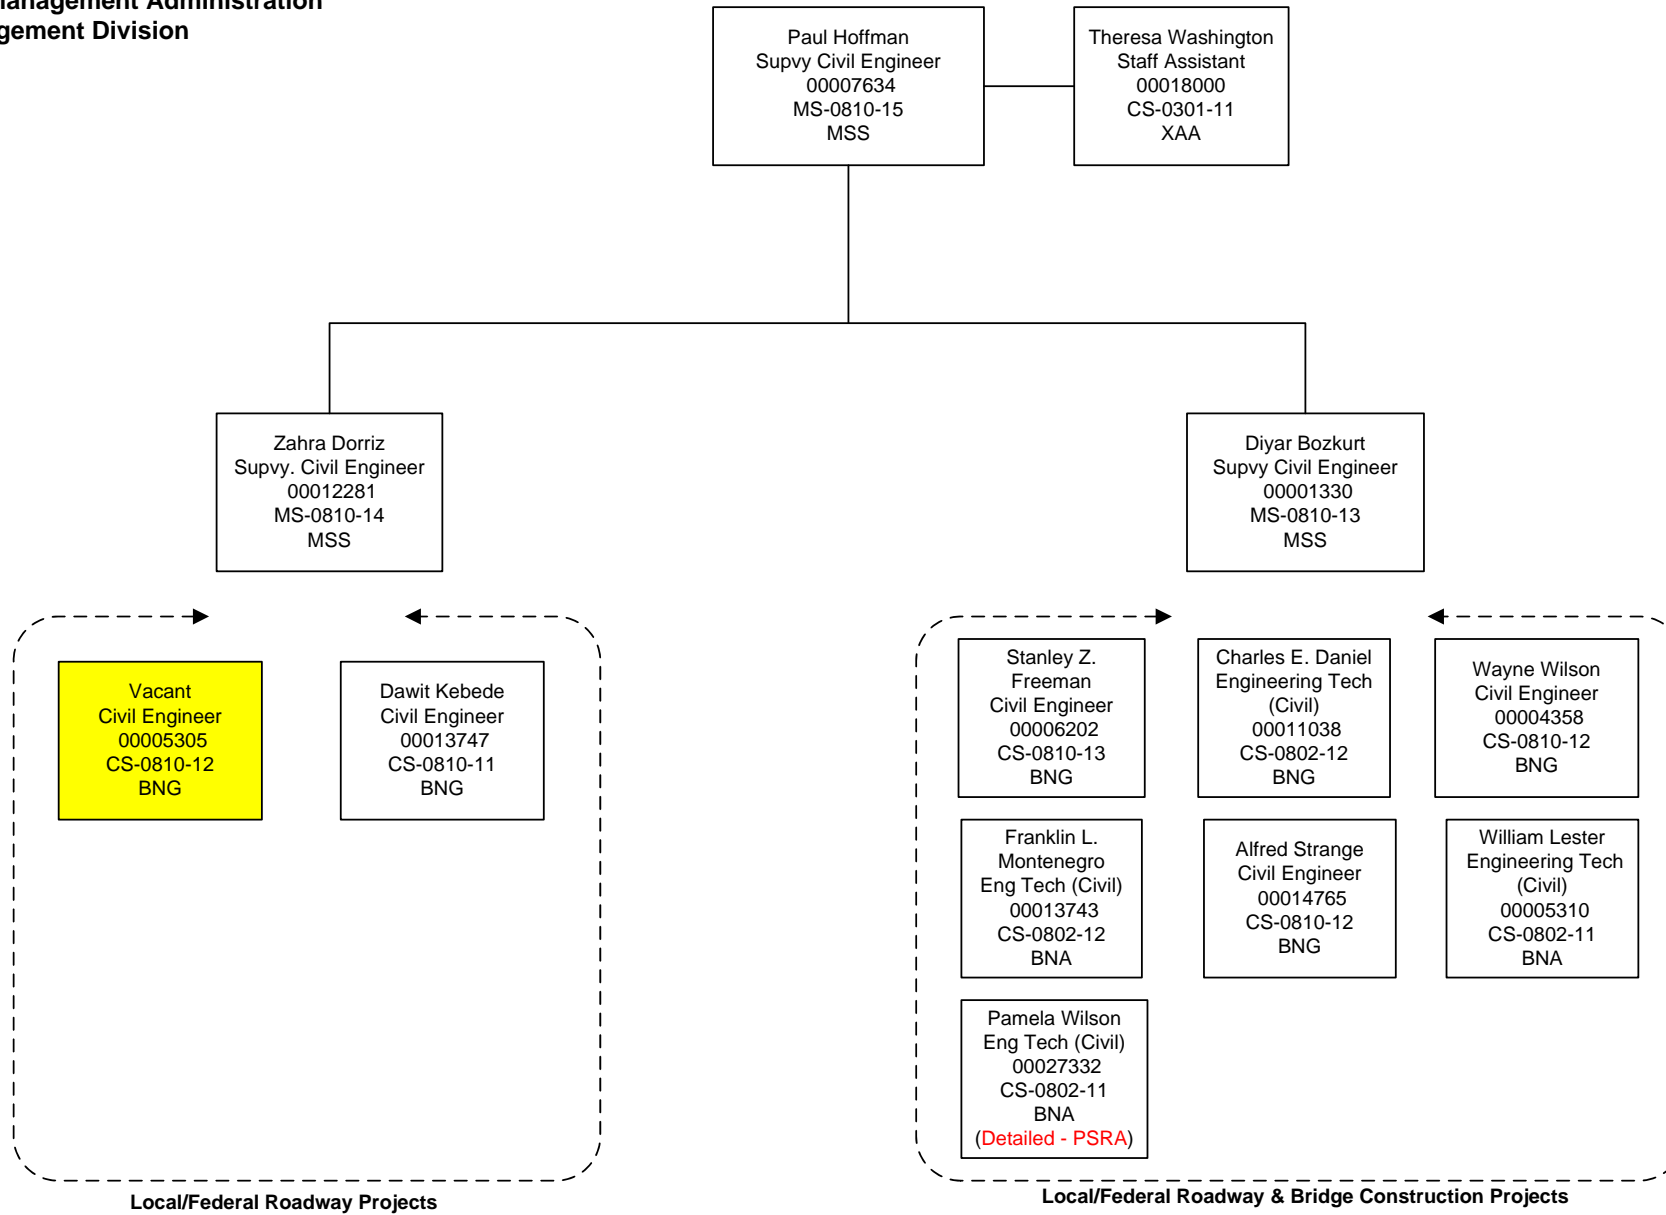 Management Administration
gement Division
Paul Hoffman
Supvy Civil Engineer
00007634
MS-0810-15
MSS
Theresa Washington
Staff Assistant
00018000
CS-0301-11
XAA
Zahra Dorriz
Supvy. Civil Engineer
00012281
MS-0810-14
MSS
Diyar Bozkurt
Supvy Civil Engineer
00001330
MS-0810-13
MSS
Vacant
Civil Engineer
00005305
CS-0810-12
BNG
Dawit Kebede
Civil Engineer
00013747
CS-0810-11
BNG
Stanley Z.
Freeman
Civil Engineer
00006202
CS-0810-13
BNG
Charles E. Daniel
Engineering Tech
(Civil)
00011038
CS-0802-12
BNG
Wayne Wilson
Civil Engineer
00004358
CS-0810-12
BNG
Franklin L.
Montenegro
Eng Tech (Civil)
00013743
CS-0802-12
BNA
Alfred Strange
Civil Engineer
00014765
CS-0810-12
BNG
William Lester
Engineering Tech
(Civil)
00005310
CS-0802-11
BNA
Pamela Wilson
Eng Tech (Civil)
00027332
CS-0802-11
BNA
(Detailed - PSRA)
Local/Federal Roadway Projects
Local/Federal Roadway & Bridge Construction Projects